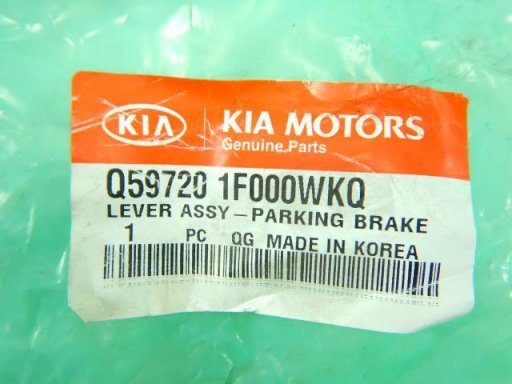 KIA
KIA MOTORS
Genuine Parts
Q59720 1F000WKQ
LEVER ASSY-PARKING BRAKE
1 PC QG MADE IN KOREA